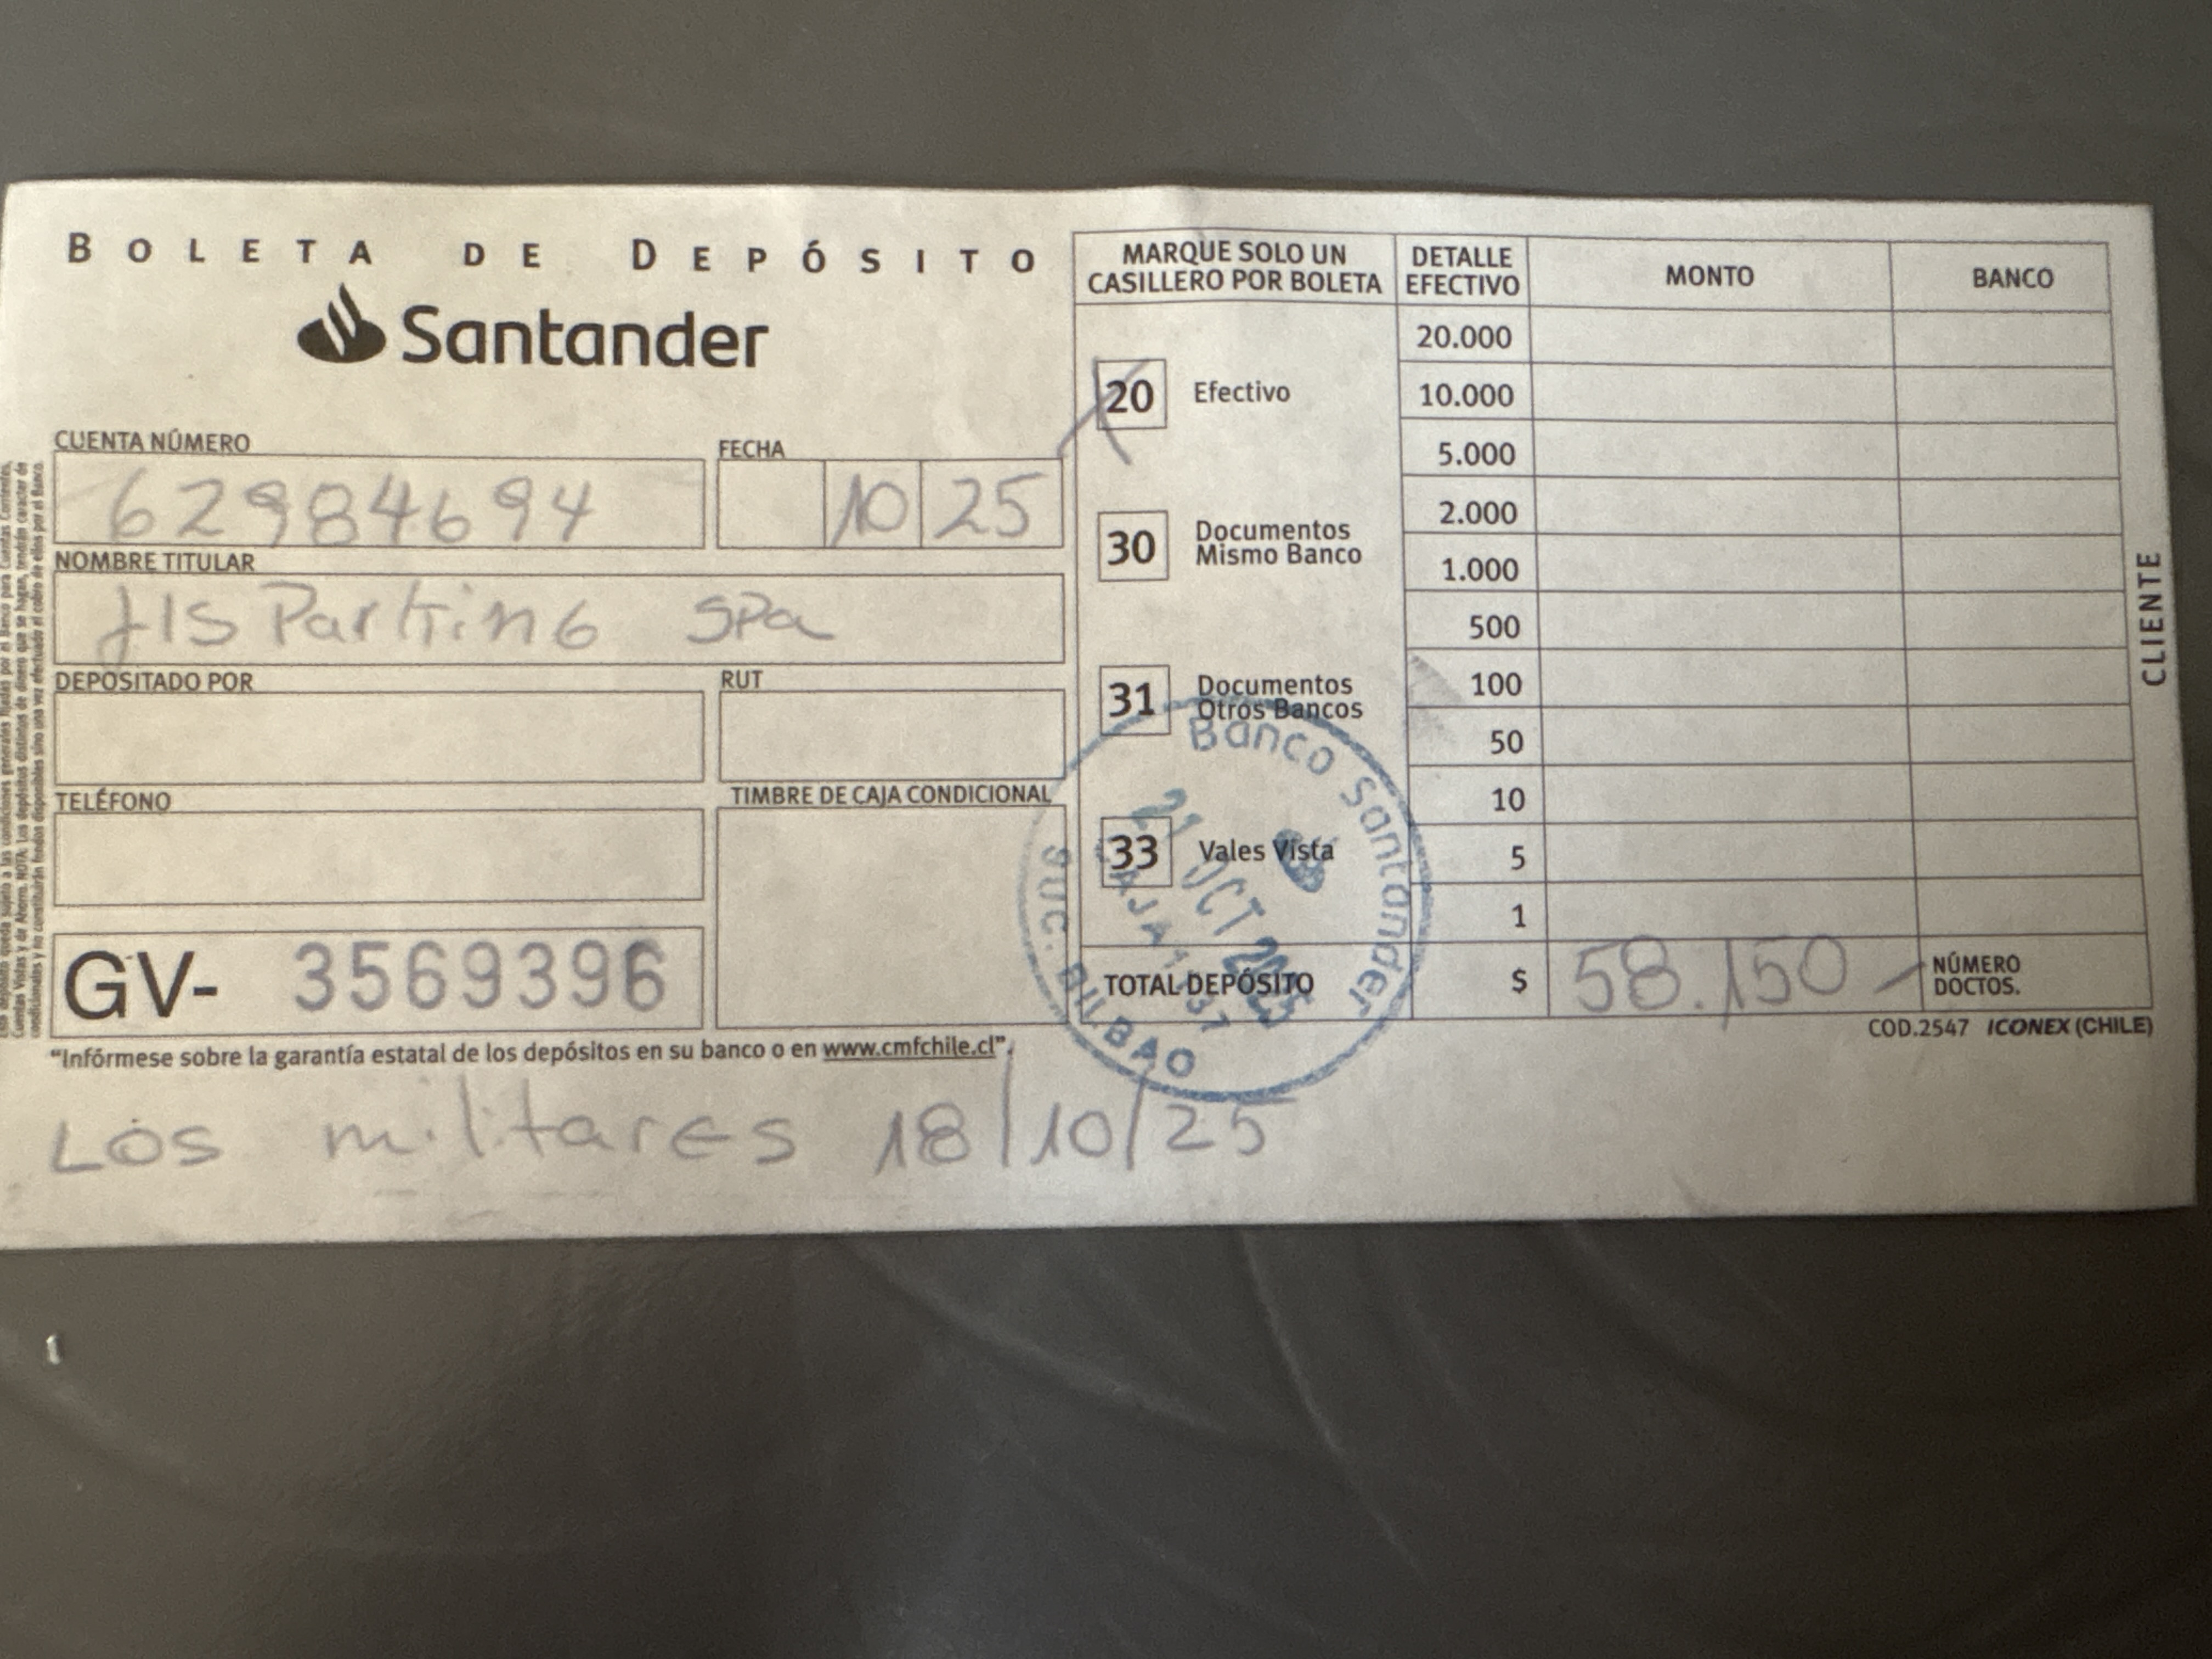 BOLETA DE DEPÓSITO
Santander
CUENTA NÚMERO
62984694
FECHA
10 25
NOMBRE TITULAR
JIS Parking SPa
DEPOSITADO POR
RUT
TELÉFONO
TIMBRE DE CAJA CONDICIONAL
GV- 3569396
"Infórmese sobre la garantía estatal de los depósitos en su banco o en www.cmfchile.cl".
Los militares 18/10/25
MARQUE SOLO UN
CASILLERO POR BOLETA
20 Efectivo
30 Documentos
Mismo Banco
31 Documentos
Otros Bancos
33 Vales Vista
DETALLE
EFECTIVO
MONTO
BANCO
20.000
10.000
5.000
2.000
1.000
500
100
50
10
5
1
TOTAL DEPÓSITO $ 58.150
NÚMERO
DOCTOS.
COD.2547 ICONEX (CHILE)
CLIENTE
Banco Santander
21 OCT 2025
SUC. BILBAO